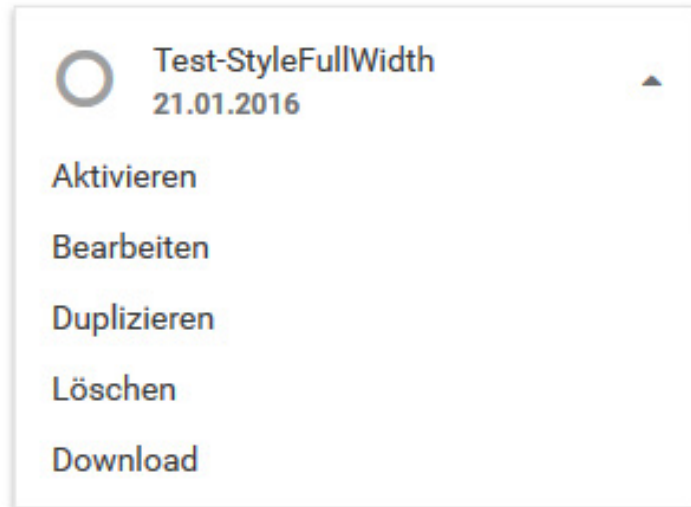 Test-StyleFullWidth
21.01.2016
Aktivieren
Bearbeiten
Duplizieren
Löschen
Download